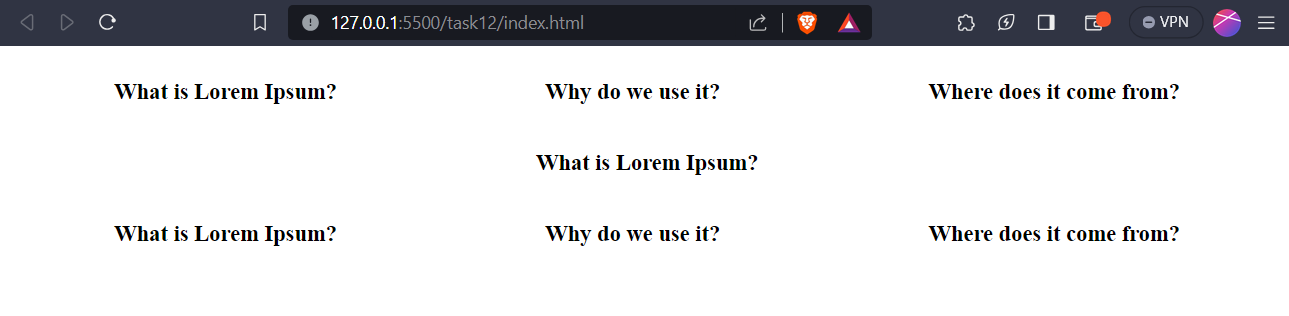 127.0.0.1:5500/task12/index.html
VPN
What is Lorem Ipsum? Why do we use it? Where does it come from?
What is Lorem Ipsum?
What is Lorem Ipsum? Why do we use it? Where does it come from?